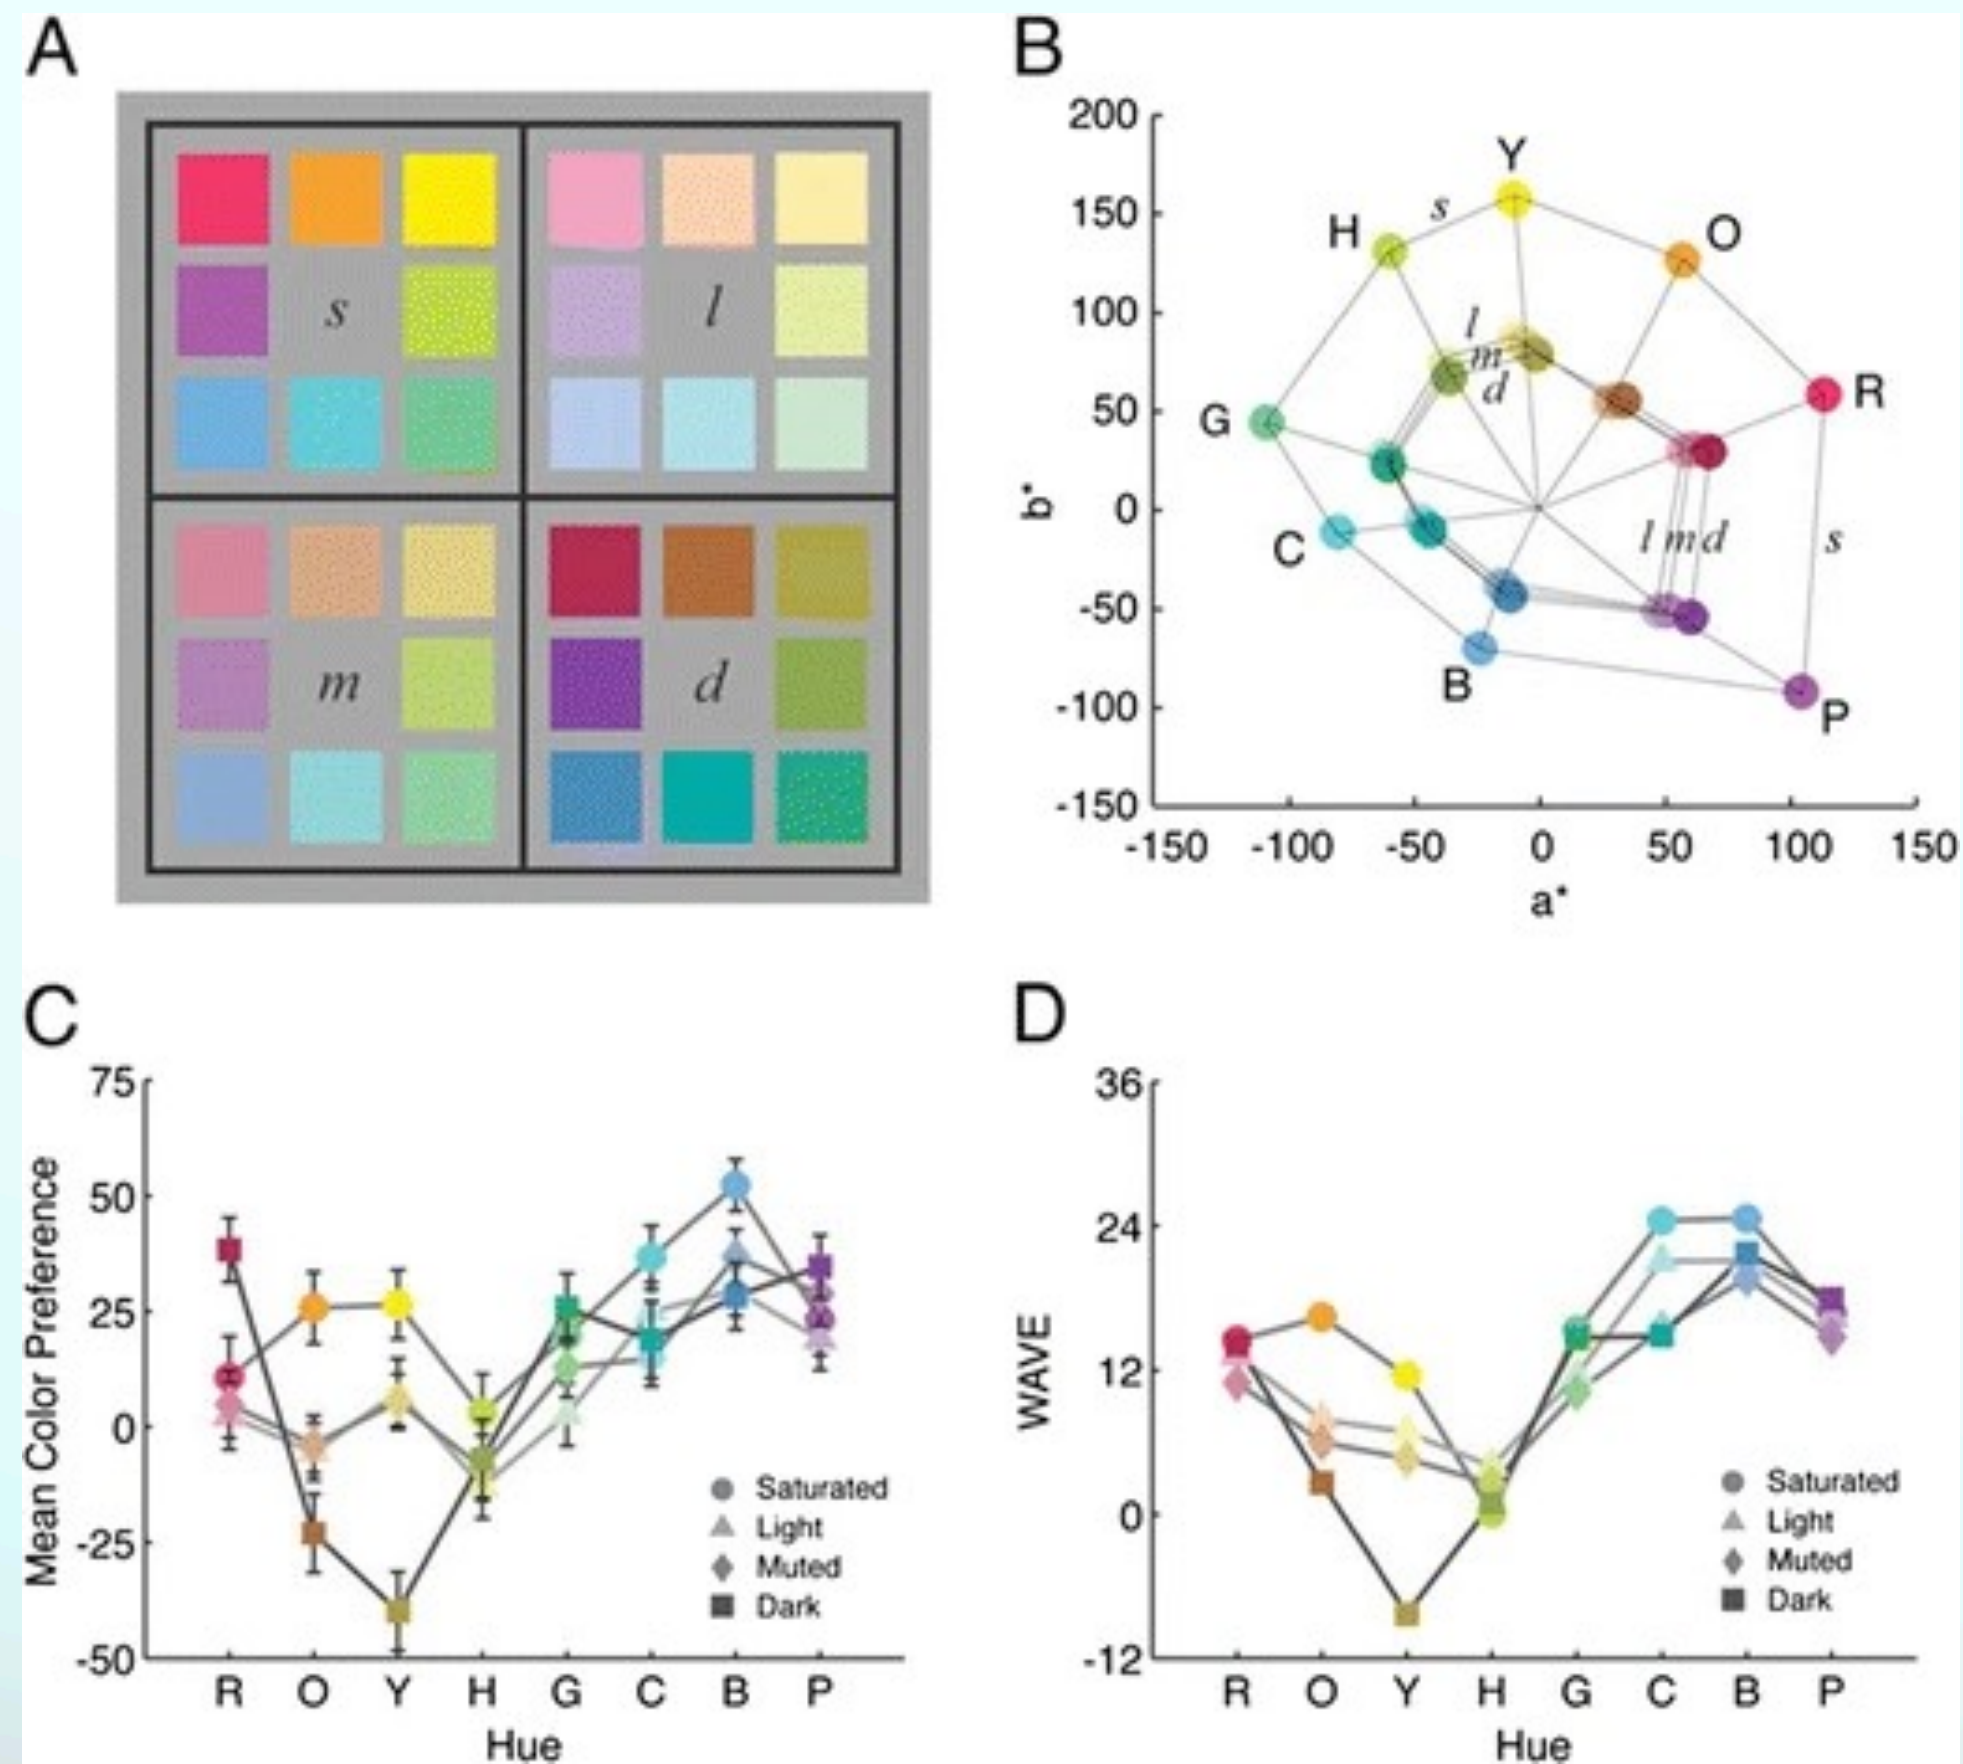 A
s
l
m
d
B
200
150
100
50
0
-50
-100
-150
b*
-150 -100 -50 0 50 100 150
a*
Y
O
R
P
B
C
G
H
s
l
m
d
l m d s
C
75
50
25
0
-25
-50
Mean Color Preference
Saturated
Light
Muted
Dark
R O Y H G C B P
Hue
D
36
24
12
0
-12
WAVE
Saturated
Light
Muted
Dark
R O Y H G C B P
Hue